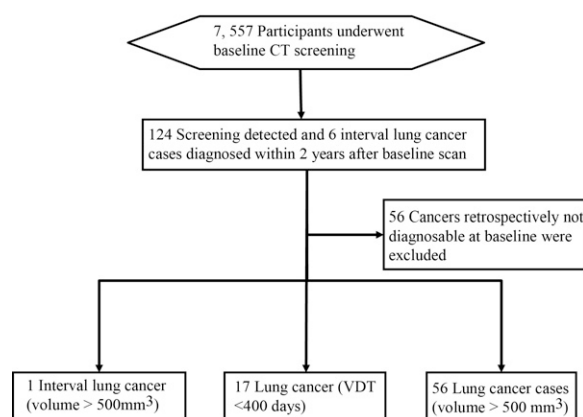 7, 557 Participants underwent
baseline CT screening
124 Screening detected and 6 interval lung cancer
cases diagnosed within 2 years after baseline scan
56 Cancers retrospectively not
diagnosable at baseline were
excluded
1 Interval lung cancer
(volume > 500mm³)
17 Lung cancer (VDT
<400 days)
56 Lung cancer cases
(volume > 500 mm³)